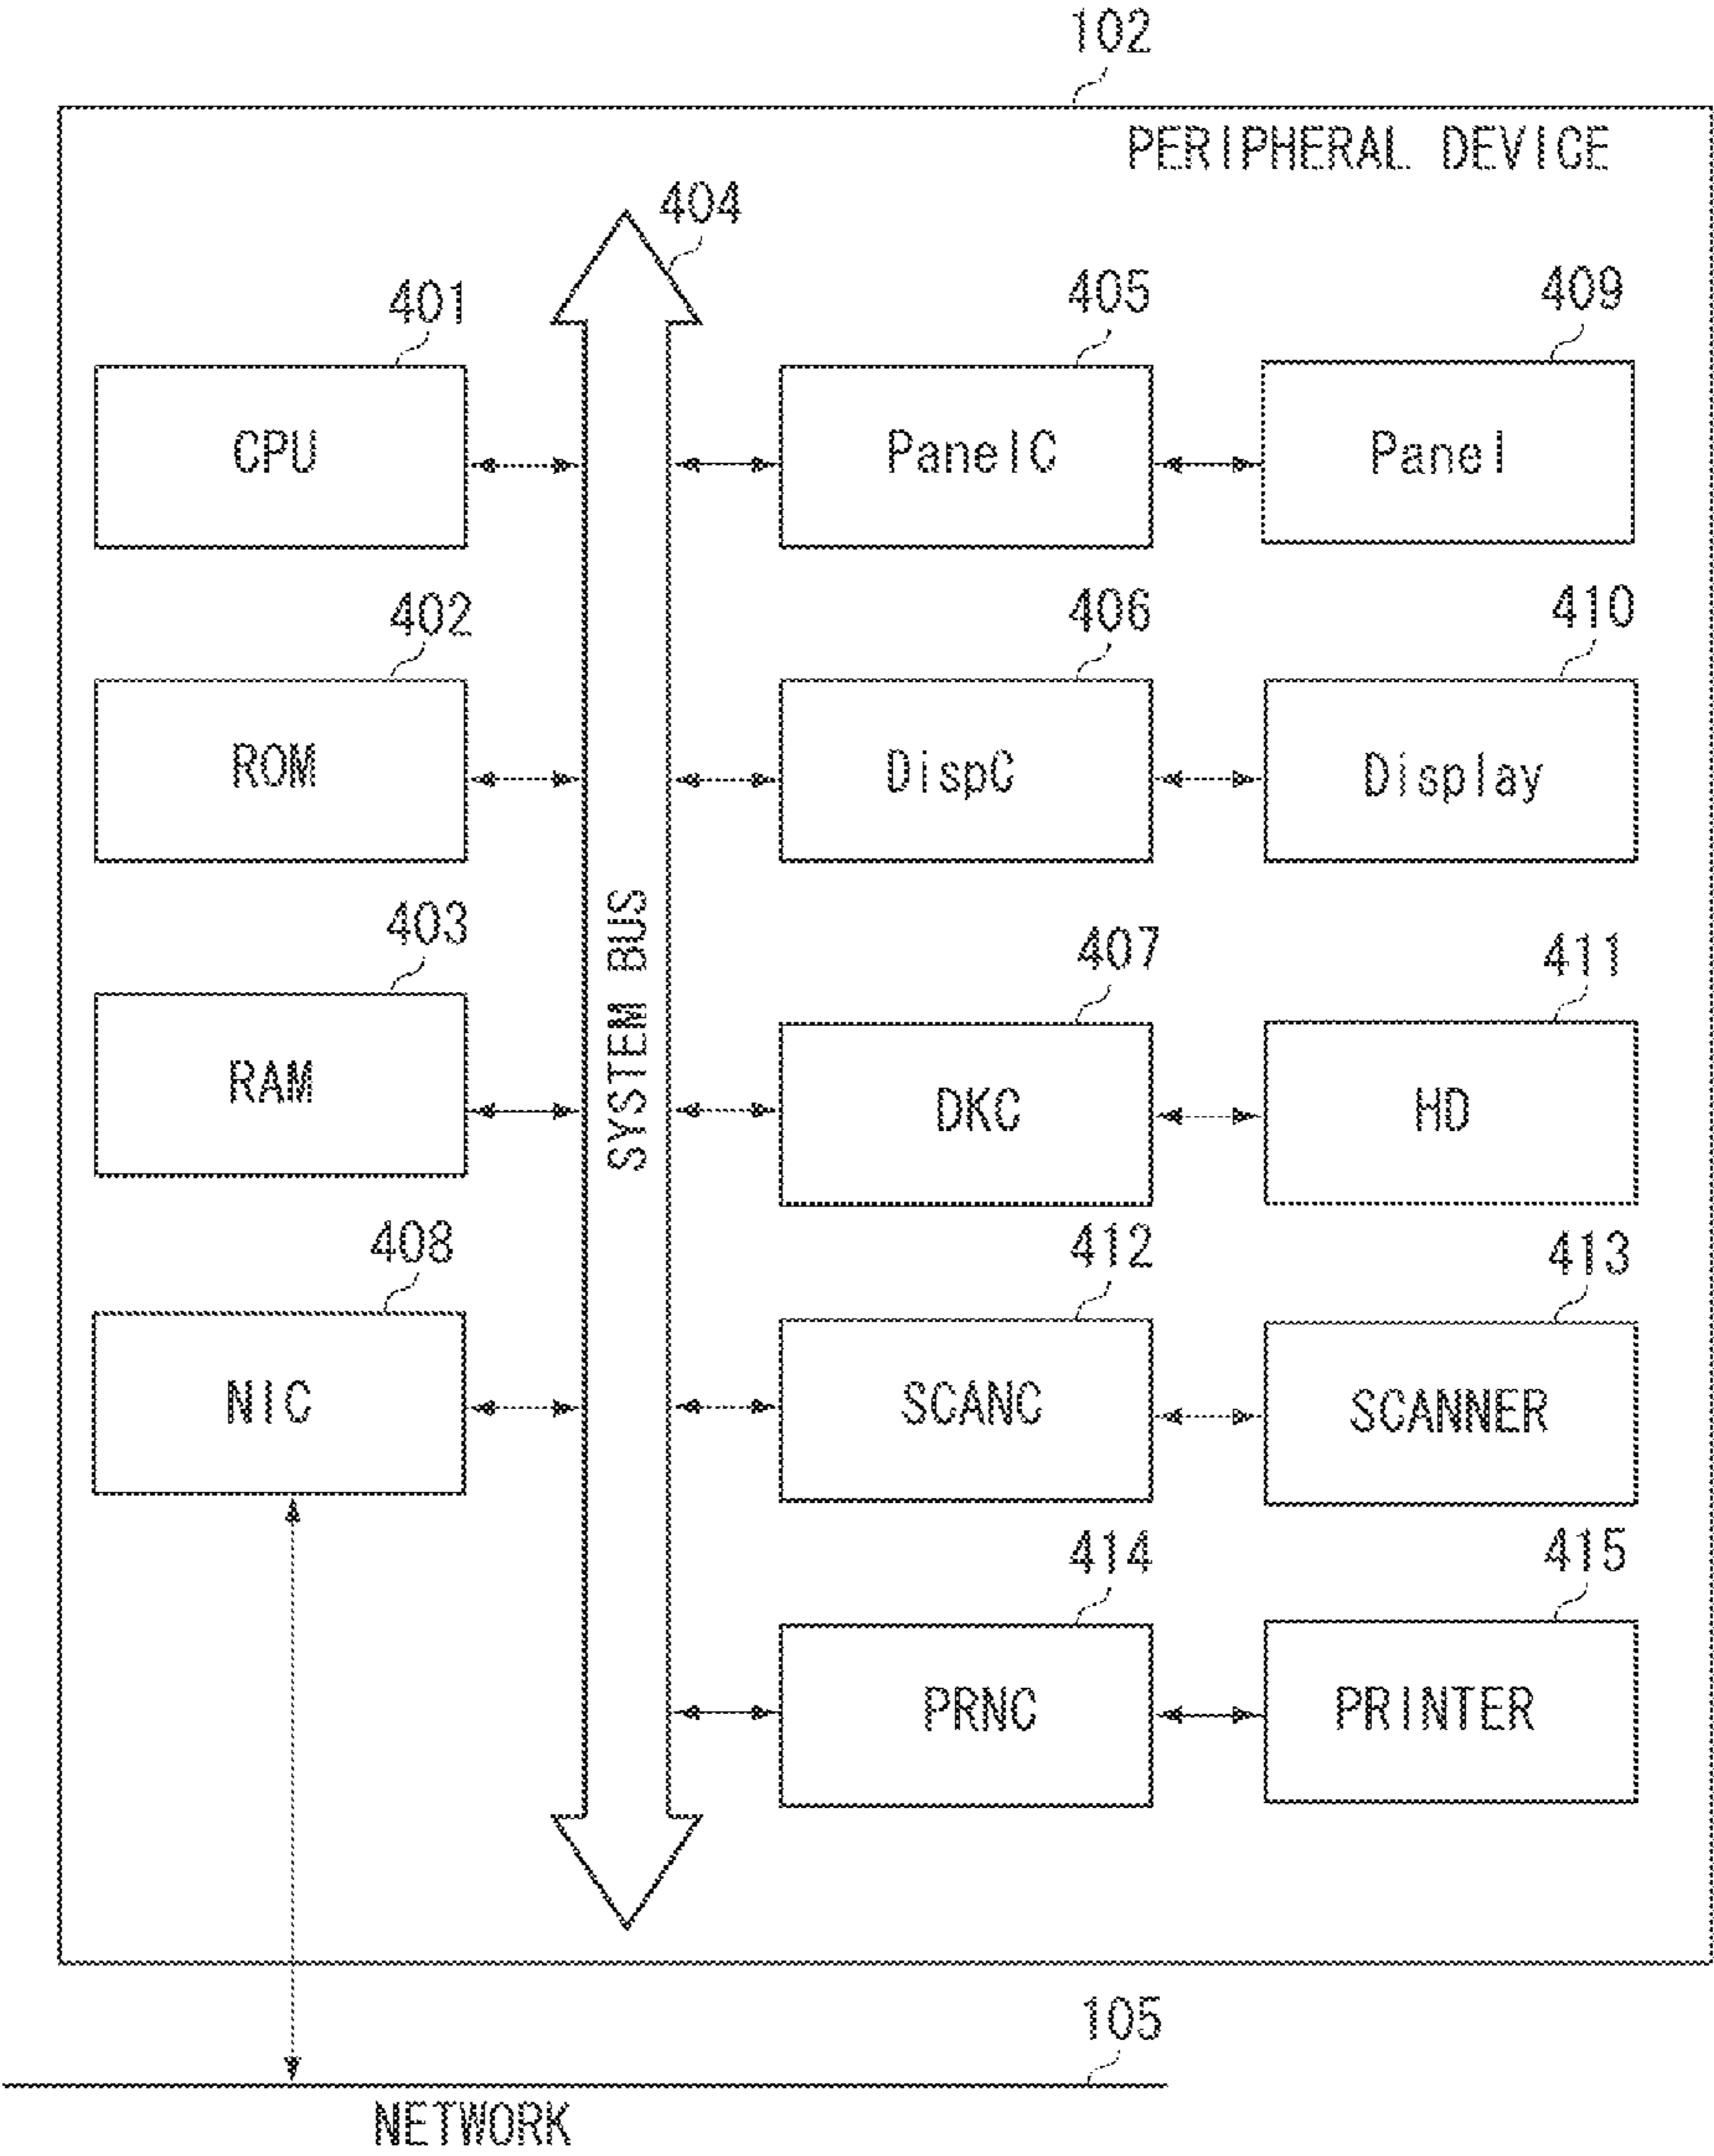 102
PERIPHERAL DEVICE
404
401
405
409
CPU
PanelC
Panel
402
406
410
ROM
DispC
Display
403
407
411
RAM
SYSTEM BUS
DKC
HD
408
412
413
NIC
SCANC
SCANNER
414
415
PRNC
PRINTER
105
NETWORK